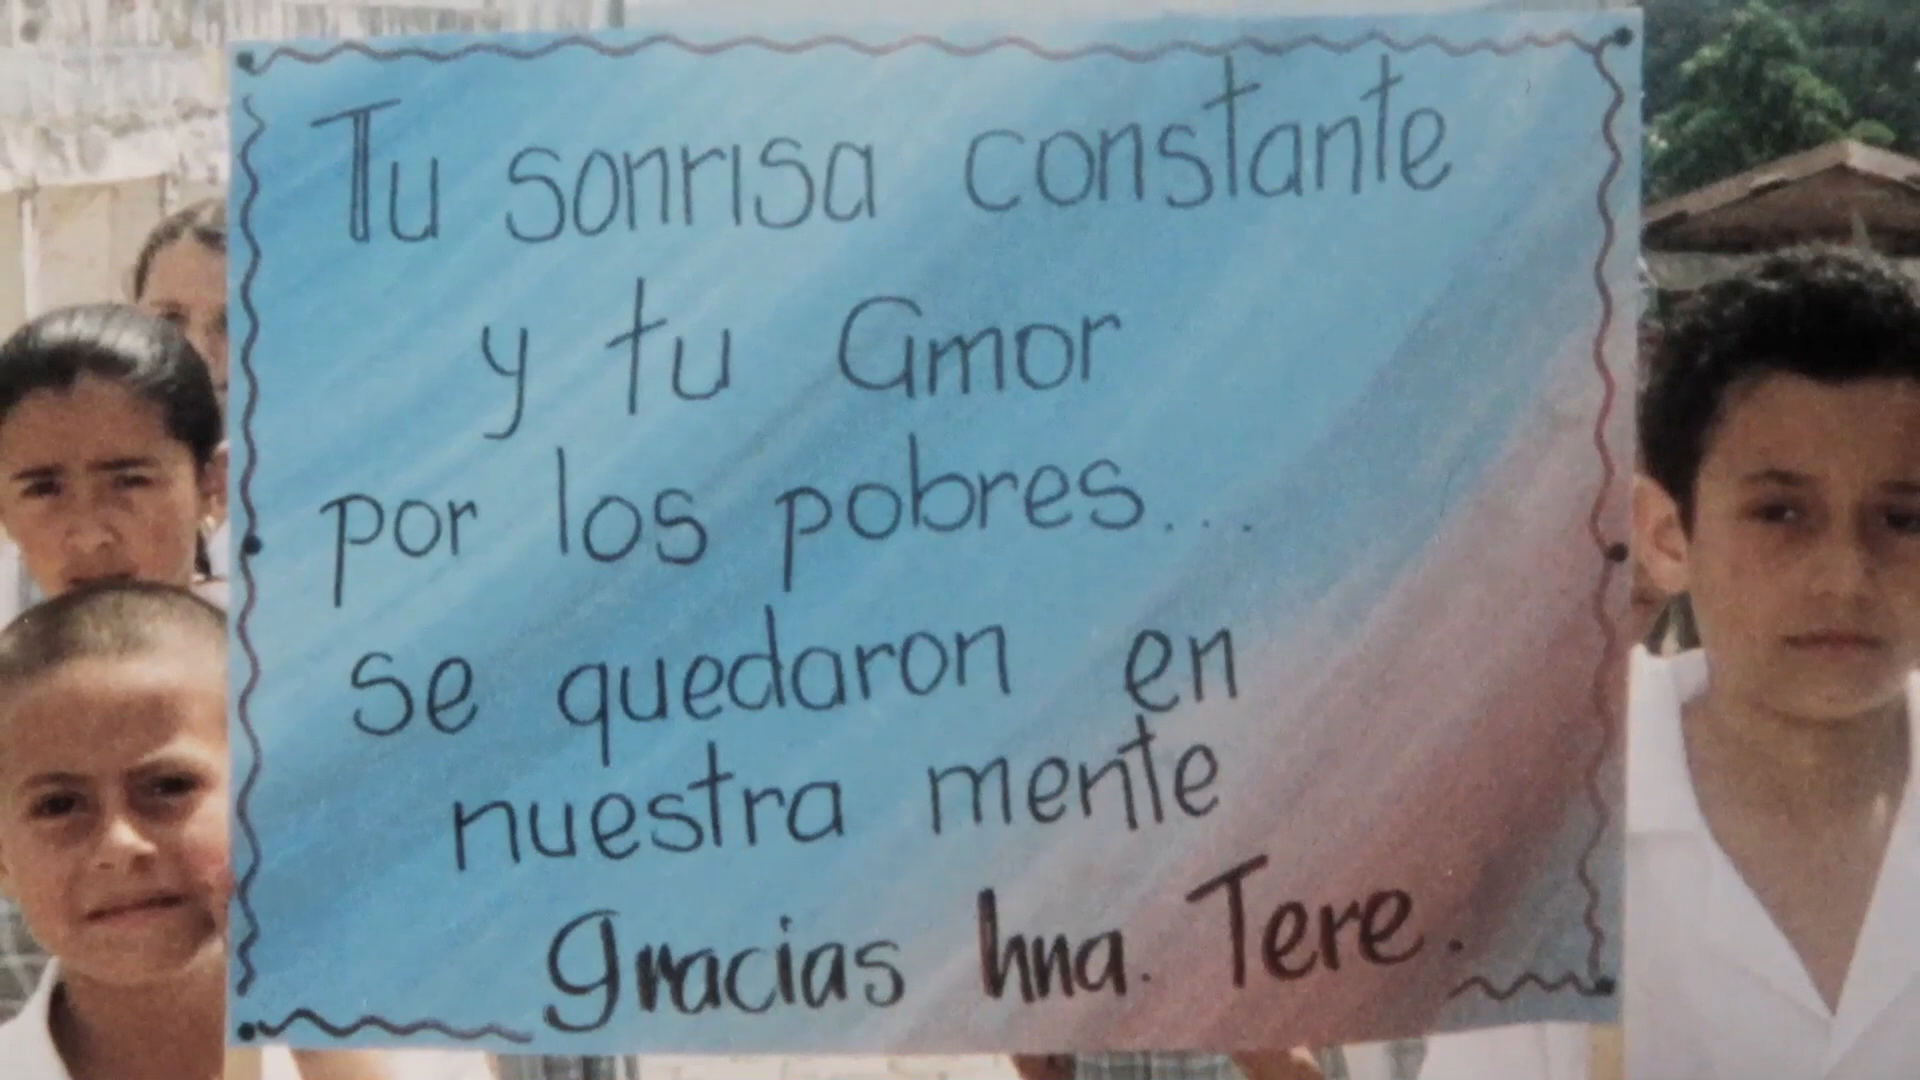 Tu sonrisa constante
y tu amor
por los pobres...
se quedaron en
nuestra mente
gracias hna. Tere.